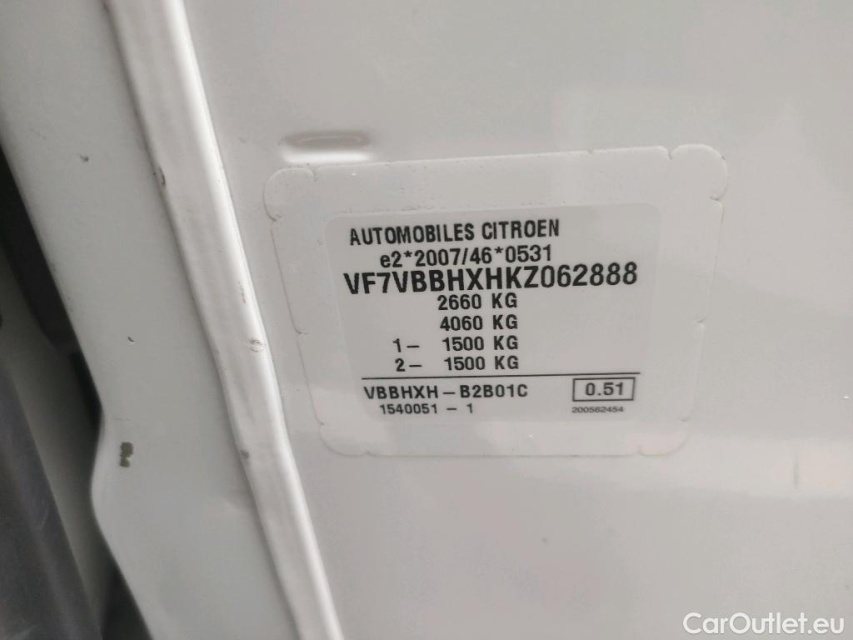 AUTOMOBILES CITROEN
e2*2007/46*0531
VF7VBBHXHKZ062888
2660 KG
4060 KG
1- 1500 KG
2- 1500 KG
VBBHXH-B2B01C 0.51
1540051-1 200562454
CarOutlet.eu